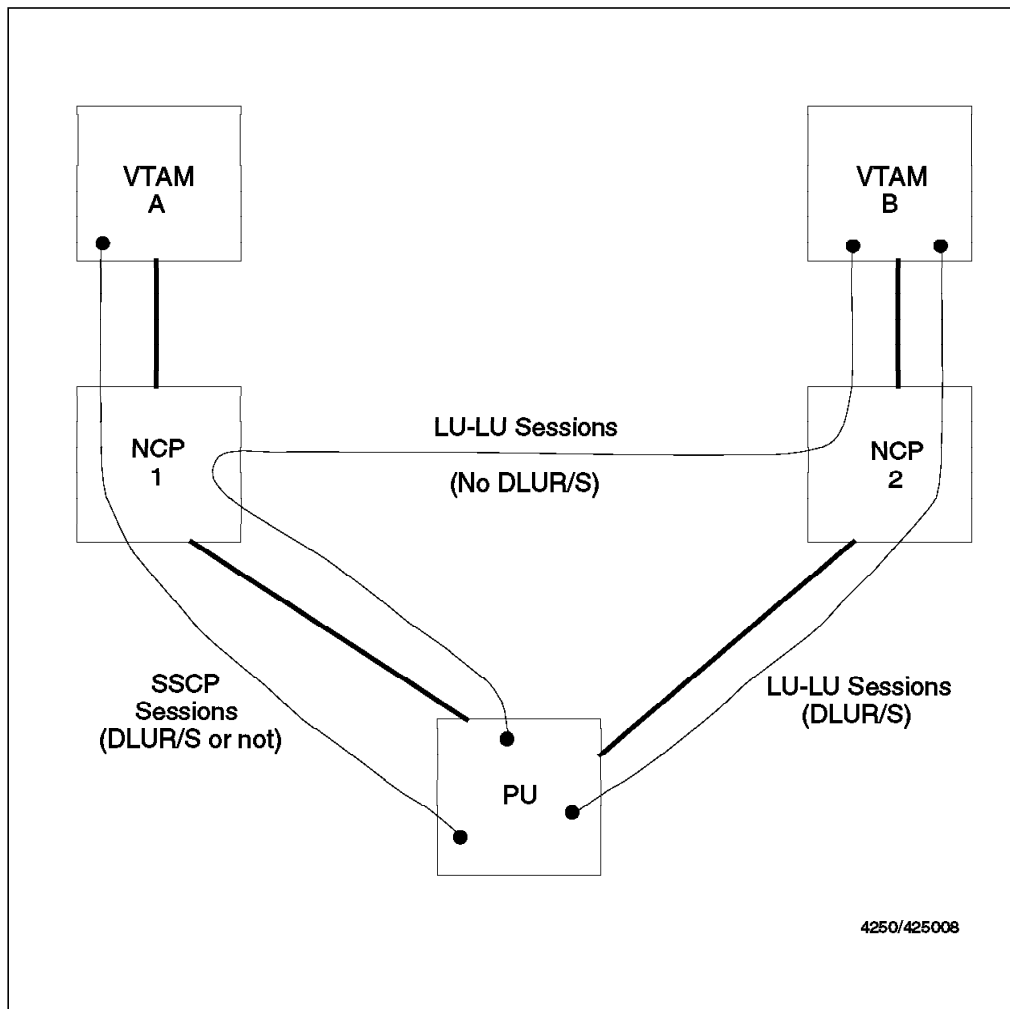 VTAM
A
VTAM
B
NCP
1
LU-LU Sessions
(No DLUR/S)
NCP
2
SSCP
Sessions
(DLUR/S or not)
LU-LU Sessions
(DLUR/S)
PU
4250/425008